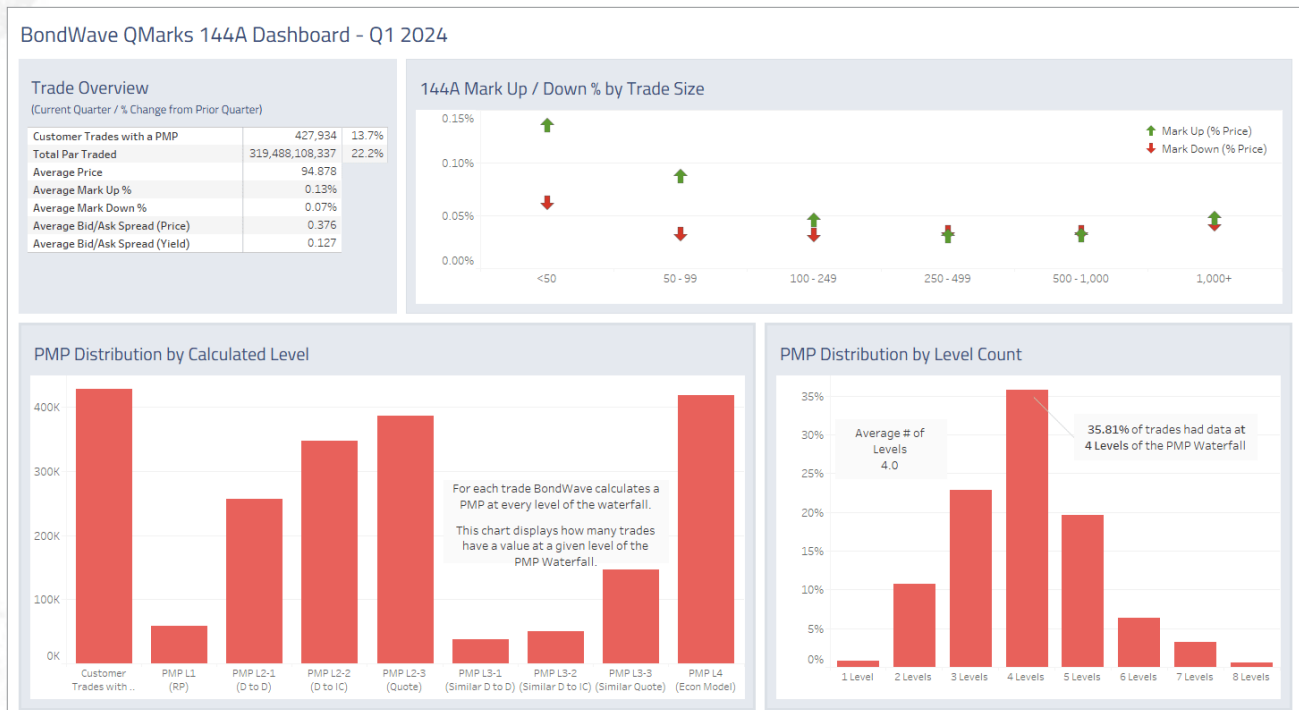 BondWave QMarks 144A Dashboard - Q1 2024
Trade Overview
(Current Quarter / % Change from Prior Quarter)
Customer Trades with a PMP 427,934 13.7%
Total Par Traded 319,488,108,337 22.2%
Average Price 94.878
Average Mark Up % 0.13%
Average Mark Down % 0.07%
Average Bid/Ask Spread (Price) 0.376
Average Bid/Ask Spread (Yield) 0.127
144A Mark Up / Down % by Trade Size
0.15%
0.10%
0.05%
0.00%
Mark Up (% Price)
Mark Down (% Price)
<50 50 - 99 100 - 249 250 - 499 500 - 1,000 1,000+
PMP Distribution by Calculated Level
400K
300K
200K
100K
0K
For each trade BondWave calculates a
PMP at every level of the waterfall.
This chart displays how many trades
have a value at a given level of the
PMP Waterfall.
Customer PMP L1 PMP L2-1 PMP L2-2 PMP L2-3 PMP L3-1 PMP L3-2 PMP L3-3 PMP L4
Trades with .. (RP) (D to D) (D to IC) (Quote) (Similar D to D) (Similar D to IC) (Similar Quote) (Econ Model)
PMP Distribution by Level Count
35%
30%
25%
20%
15%
10%
5%
0%
Average # of
Levels
4.0
35.81% of trades had data at
4 Levels of the PMP Waterfall
1 Level 2 Levels 3 Levels 4 Levels 5 Levels 6 Levels 7 Levels 8 Levels